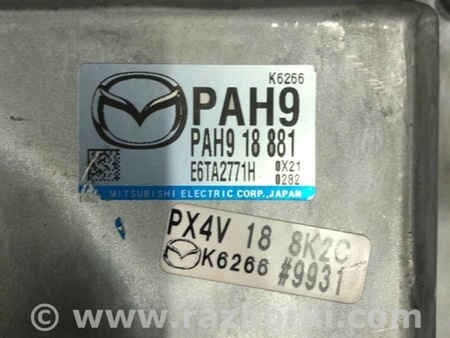 K6266
PAH9
PAH9 18 881
E6TA2771H
0X21
0282
MITSUBISHI ELECTRIC CORP., JAPAN
PX4V 18 8K2C
K6266 #9931
© www.razborki.com